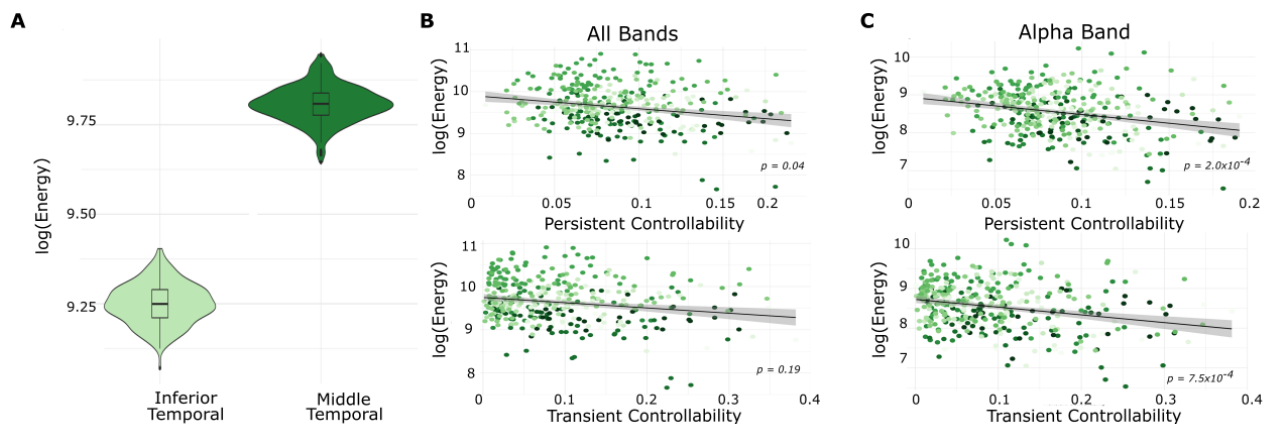 A
log(Energy)
9.75
9.50
9.25
Inferior
Temporal
Middle
Temporal
B
All Bands
log(Energy)
11
10
9
8
0
0.05
0.1
0.15
0.2
p = 0.04
Persistent Controllability
log(Energy)
11
10
9
8
0
0.1
0.2
0.3
0.4
p = 0.19
Transient Controllability
C
Alpha Band
log(Energy)
10
9
8
7
0
0.05
0.1
0.15
0.2
p = 2.0x10⁻⁴
Persistent Controllability
log(Energy)
10
9
8
7
0
0.1
0.2
0.3
0.4
p = 7.5x10⁻⁴
Transient Controllability